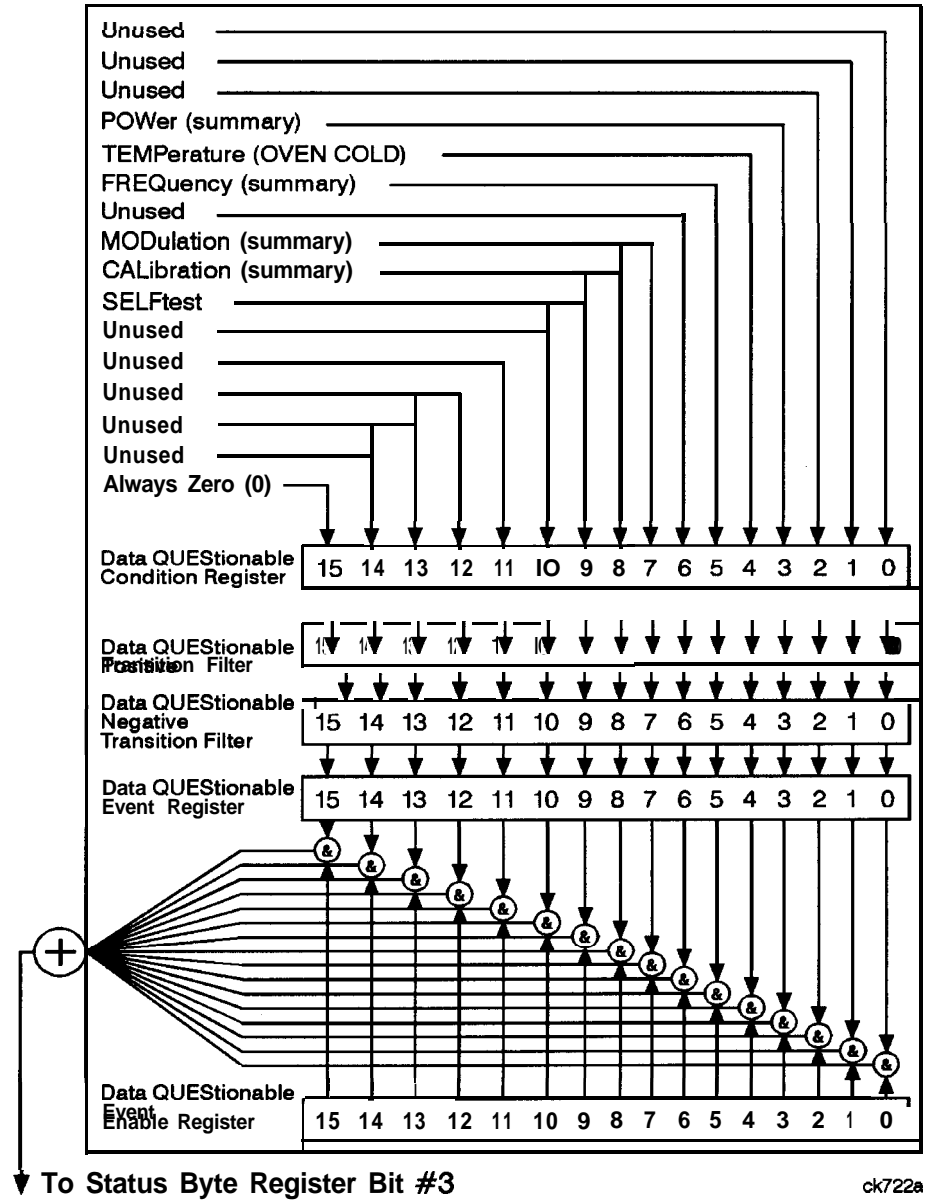 Unused
Unused
Unused
POWer (summary)
TEMPerature (OVEN COLD)
FREQuency (summary)
Unused
MODulation (summary)
CALibration (summary)
SELFtest
Unused
Unused
Unused
Unused
Unused
Always Zero (0)
Data QUEStionable
Condition Register
15 14 13 12 11 IO 9 8 7 6 5 4 3 2 1 0
Data QUEStionable
Positive
Transition Filter
Data QUEStionable
Negative
Transition Filter
15 14 13 12 11 10 9 8 7 6 5 4 3 2 1 0
Data QUEStionable
Event Register
15 14 13 12 11 10 9 8 7 6 5 4 3 2 1 0
& & & & & & & & & & & & & & & &
+
Data QUEStionable
Event
Enable Register
15 14 13 12 11 10 9 8 7 6 5 4 3 2 1 0
To Status Byte Register Bit #3
ck722a